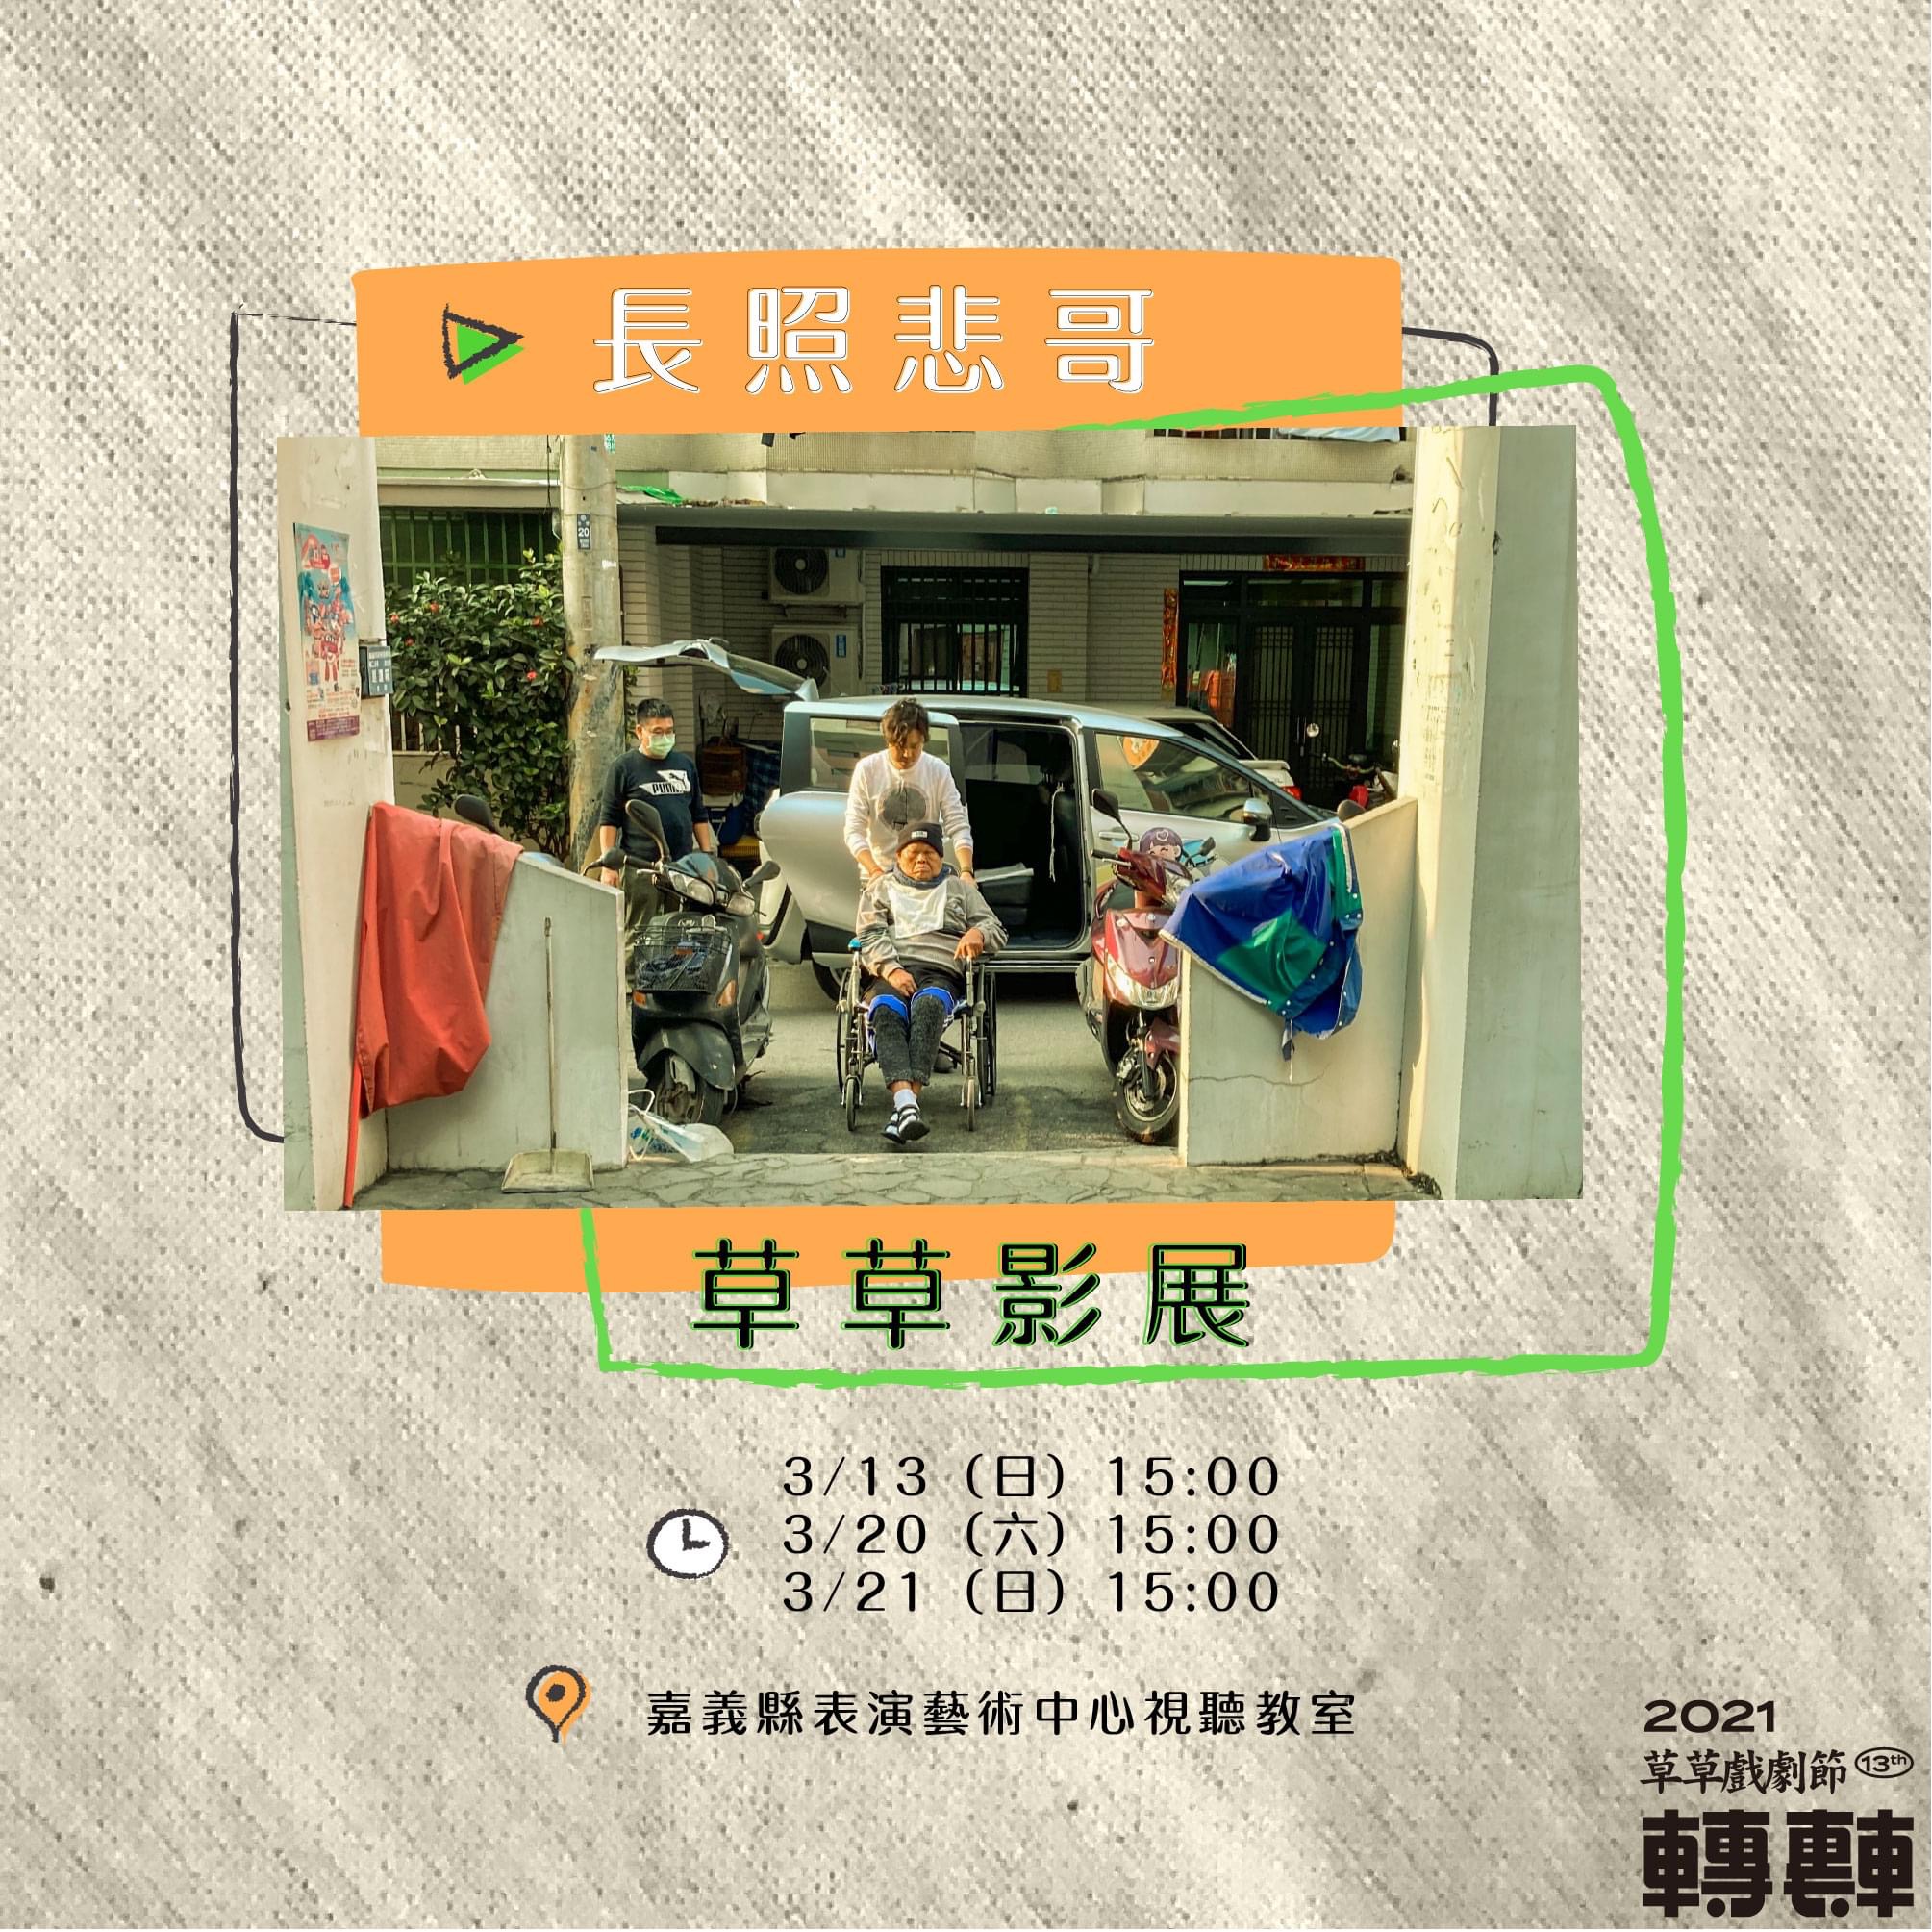 長照悲哥
20
PUMA
草草影展
3/13 (日) 15:00
3/20 (六) 15:00
3/21 (日) 15:00
嘉義縣表演藝術中心視聽教室
2021
草草戲劇節 13th
轉轉